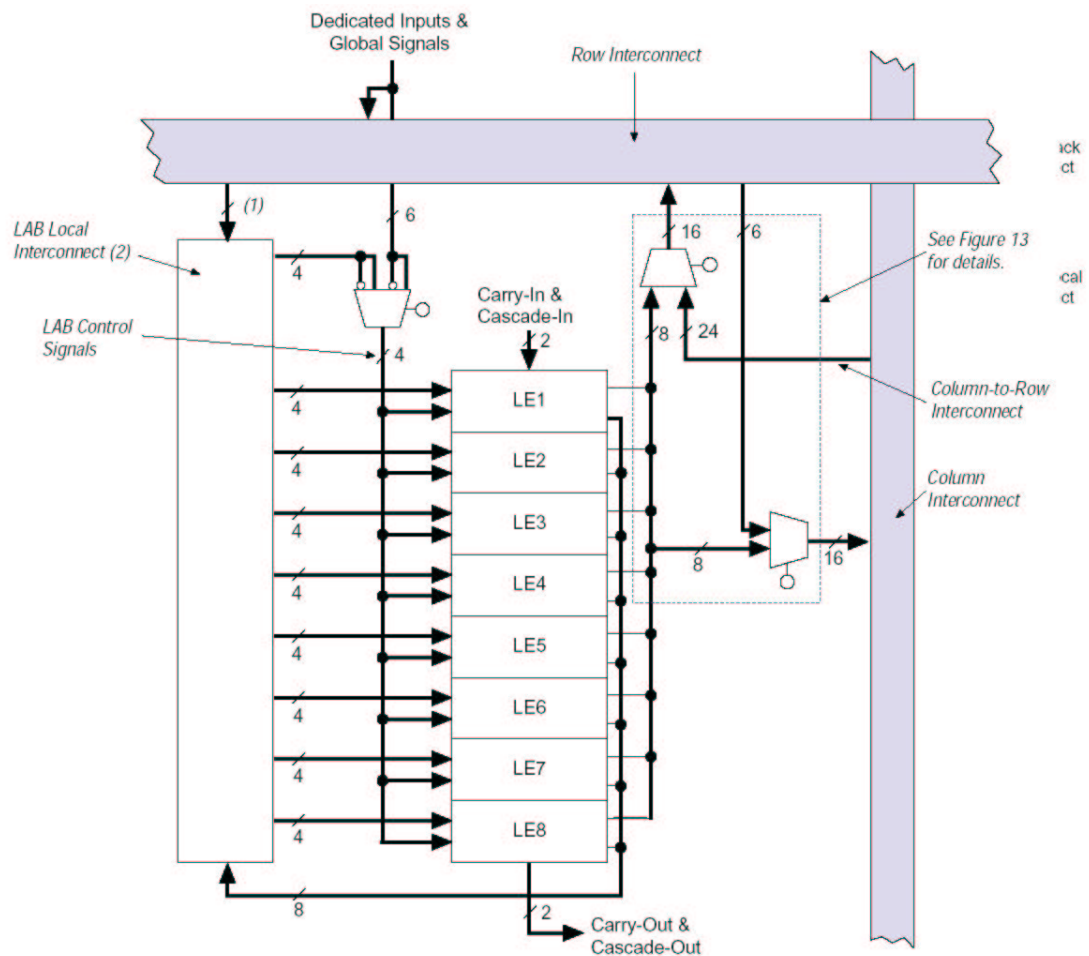 Dedicated Inputs &
Global Signals
Row Interconnect
ick
ct
(1)
6
16
6
LAB Local
Interconnect (2)
See Figure 13
for details.
4
cal
ct
Carry-In &
Cascade-In
LAB Control
Signals
4
2
8
24
4
LE1
Column-to-Row
Interconnect
4
LE2
Column
Interconnect
4
LE3
4
LE4
8
16
4
LE5
4
LE6
4
LE7
4
LE8
8
2
Carry-Out &
Cascade-Out